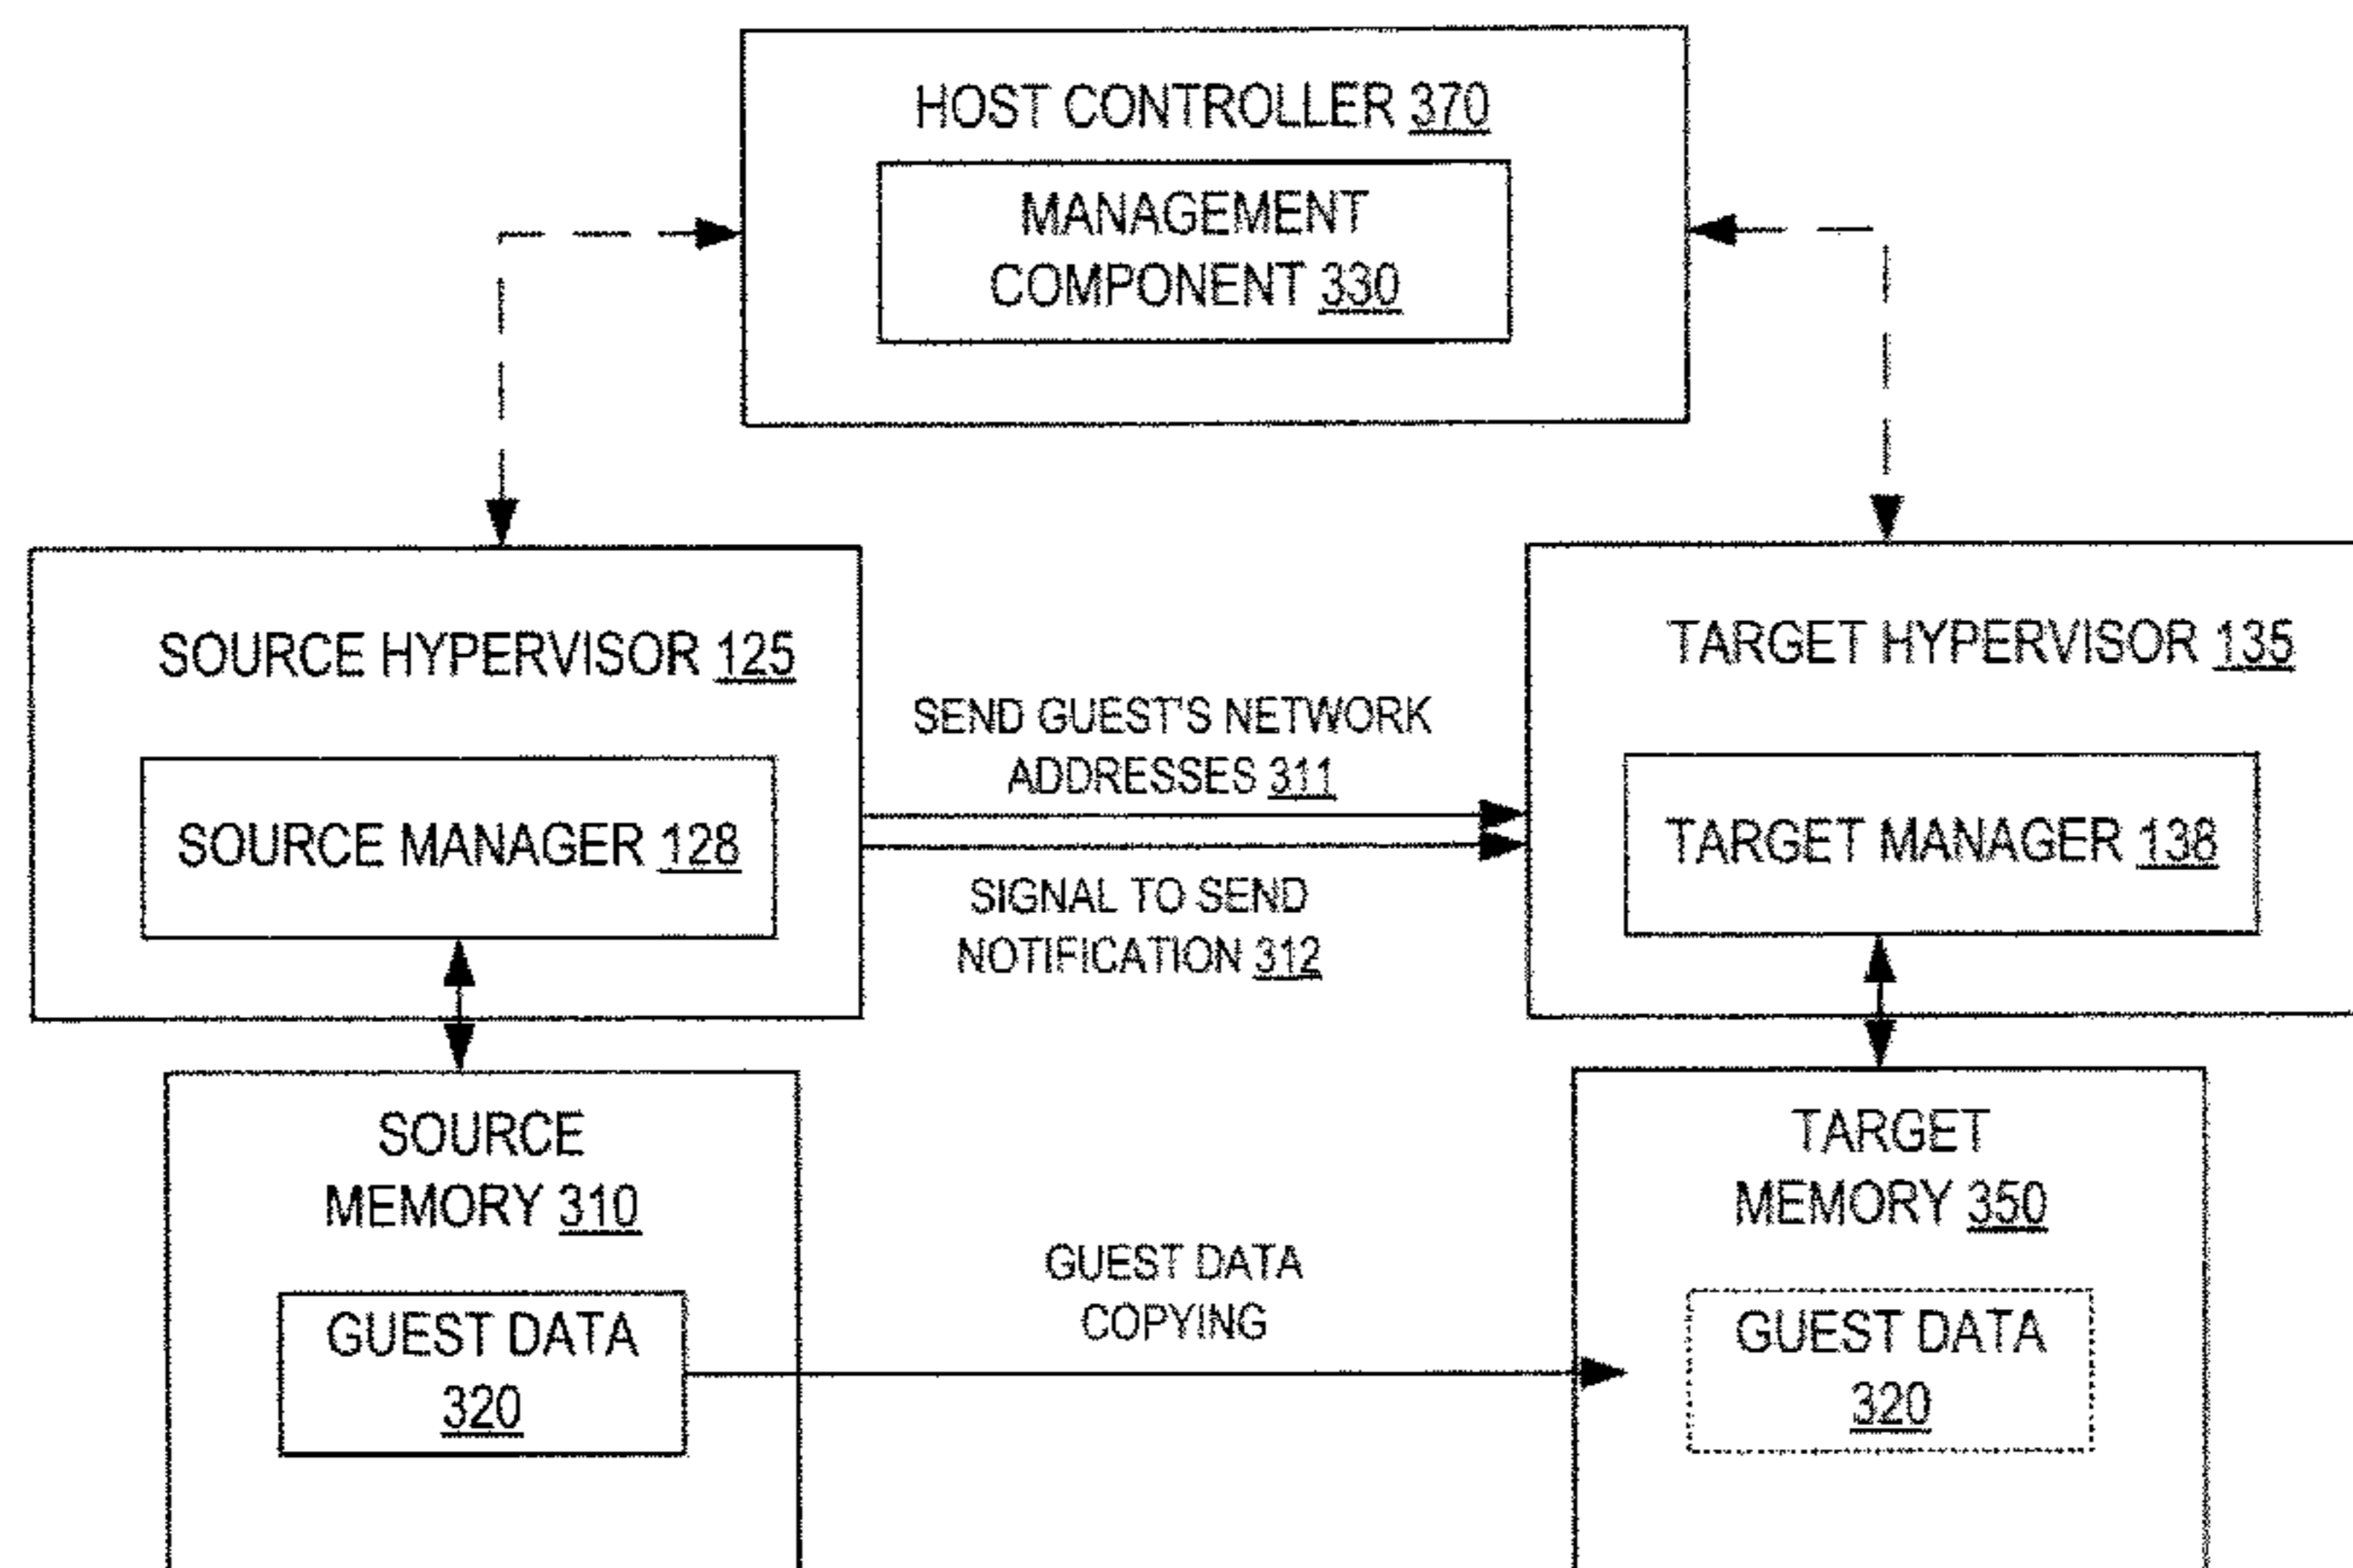 HOST CONTROLLER 370
MANAGEMENT
COMPONENT 330
SOURCE HYPERVISOR 125
SOURCE MANAGER 128
SEND GUEST'S NETWORK
ADDRESSES 311
SIGNAL TO SEND
NOTIFICATION 312
TARGET HYPERVISOR 135
TARGET MANAGER 138
SOURCE
MEMORY 310
GUEST DATA
320
GUEST DATA
COPYING
TARGET
MEMORY 350
GUEST DATA
320